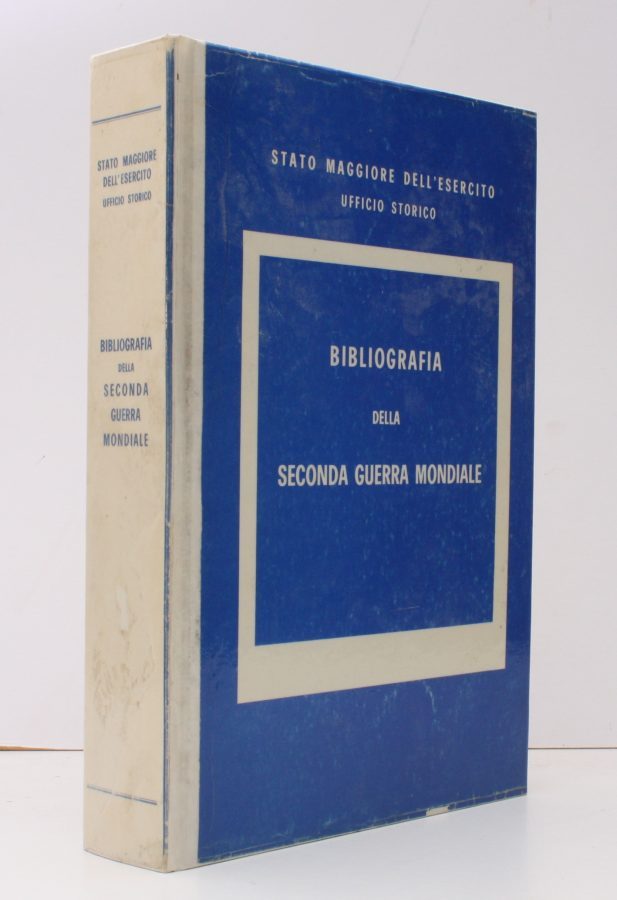 STATO MAGGIORE
DELL'ESERCITO
UFFICIO STORICO
BIBLIOGRAFIA
DELLA
SECONDA
GUERRA
MONDIALE
STATO MAGGIORE DELL'ESERCITO
UFFICIO STORICO
BIBLIOGRAFIA
DELLA
SECONDA GUERRA MONDIALE